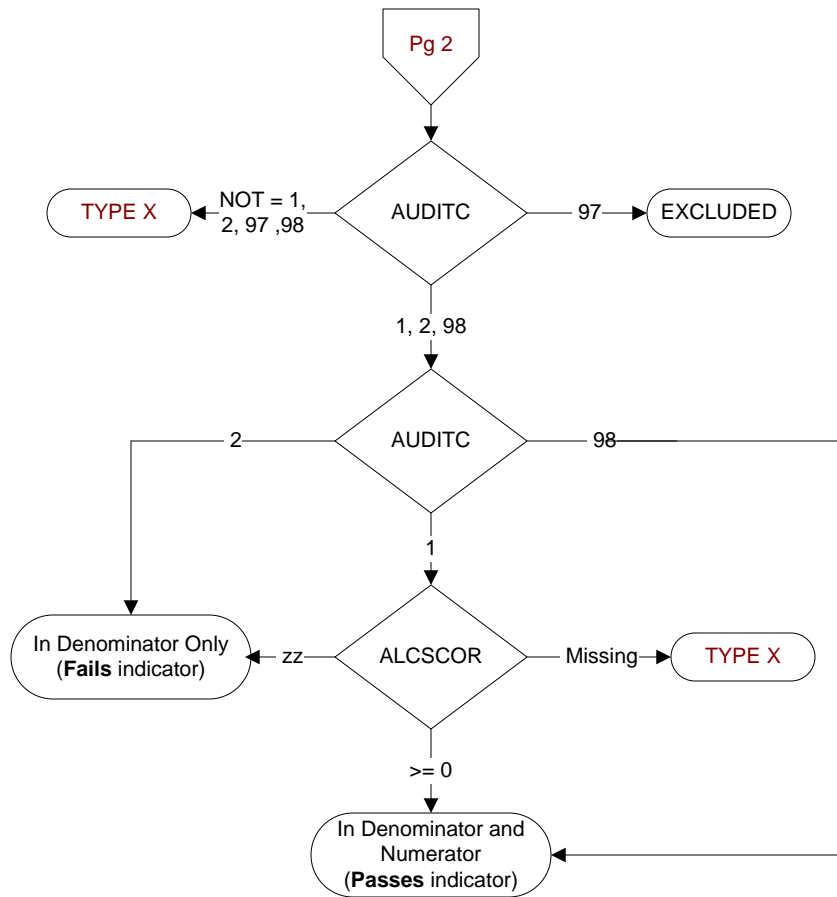 Pg 2
NOT = 1,
2, 97 ,98
TYPE X
AUDITC
97
EXCLUDED
1, 2, 98
2
AUDITC
98
1
In Denominator Only
(Fails indicator)
zz
ALCSCOR
Missing
TYPE X
>= 0
In Denominator and
Numerator
(Passes indicator)